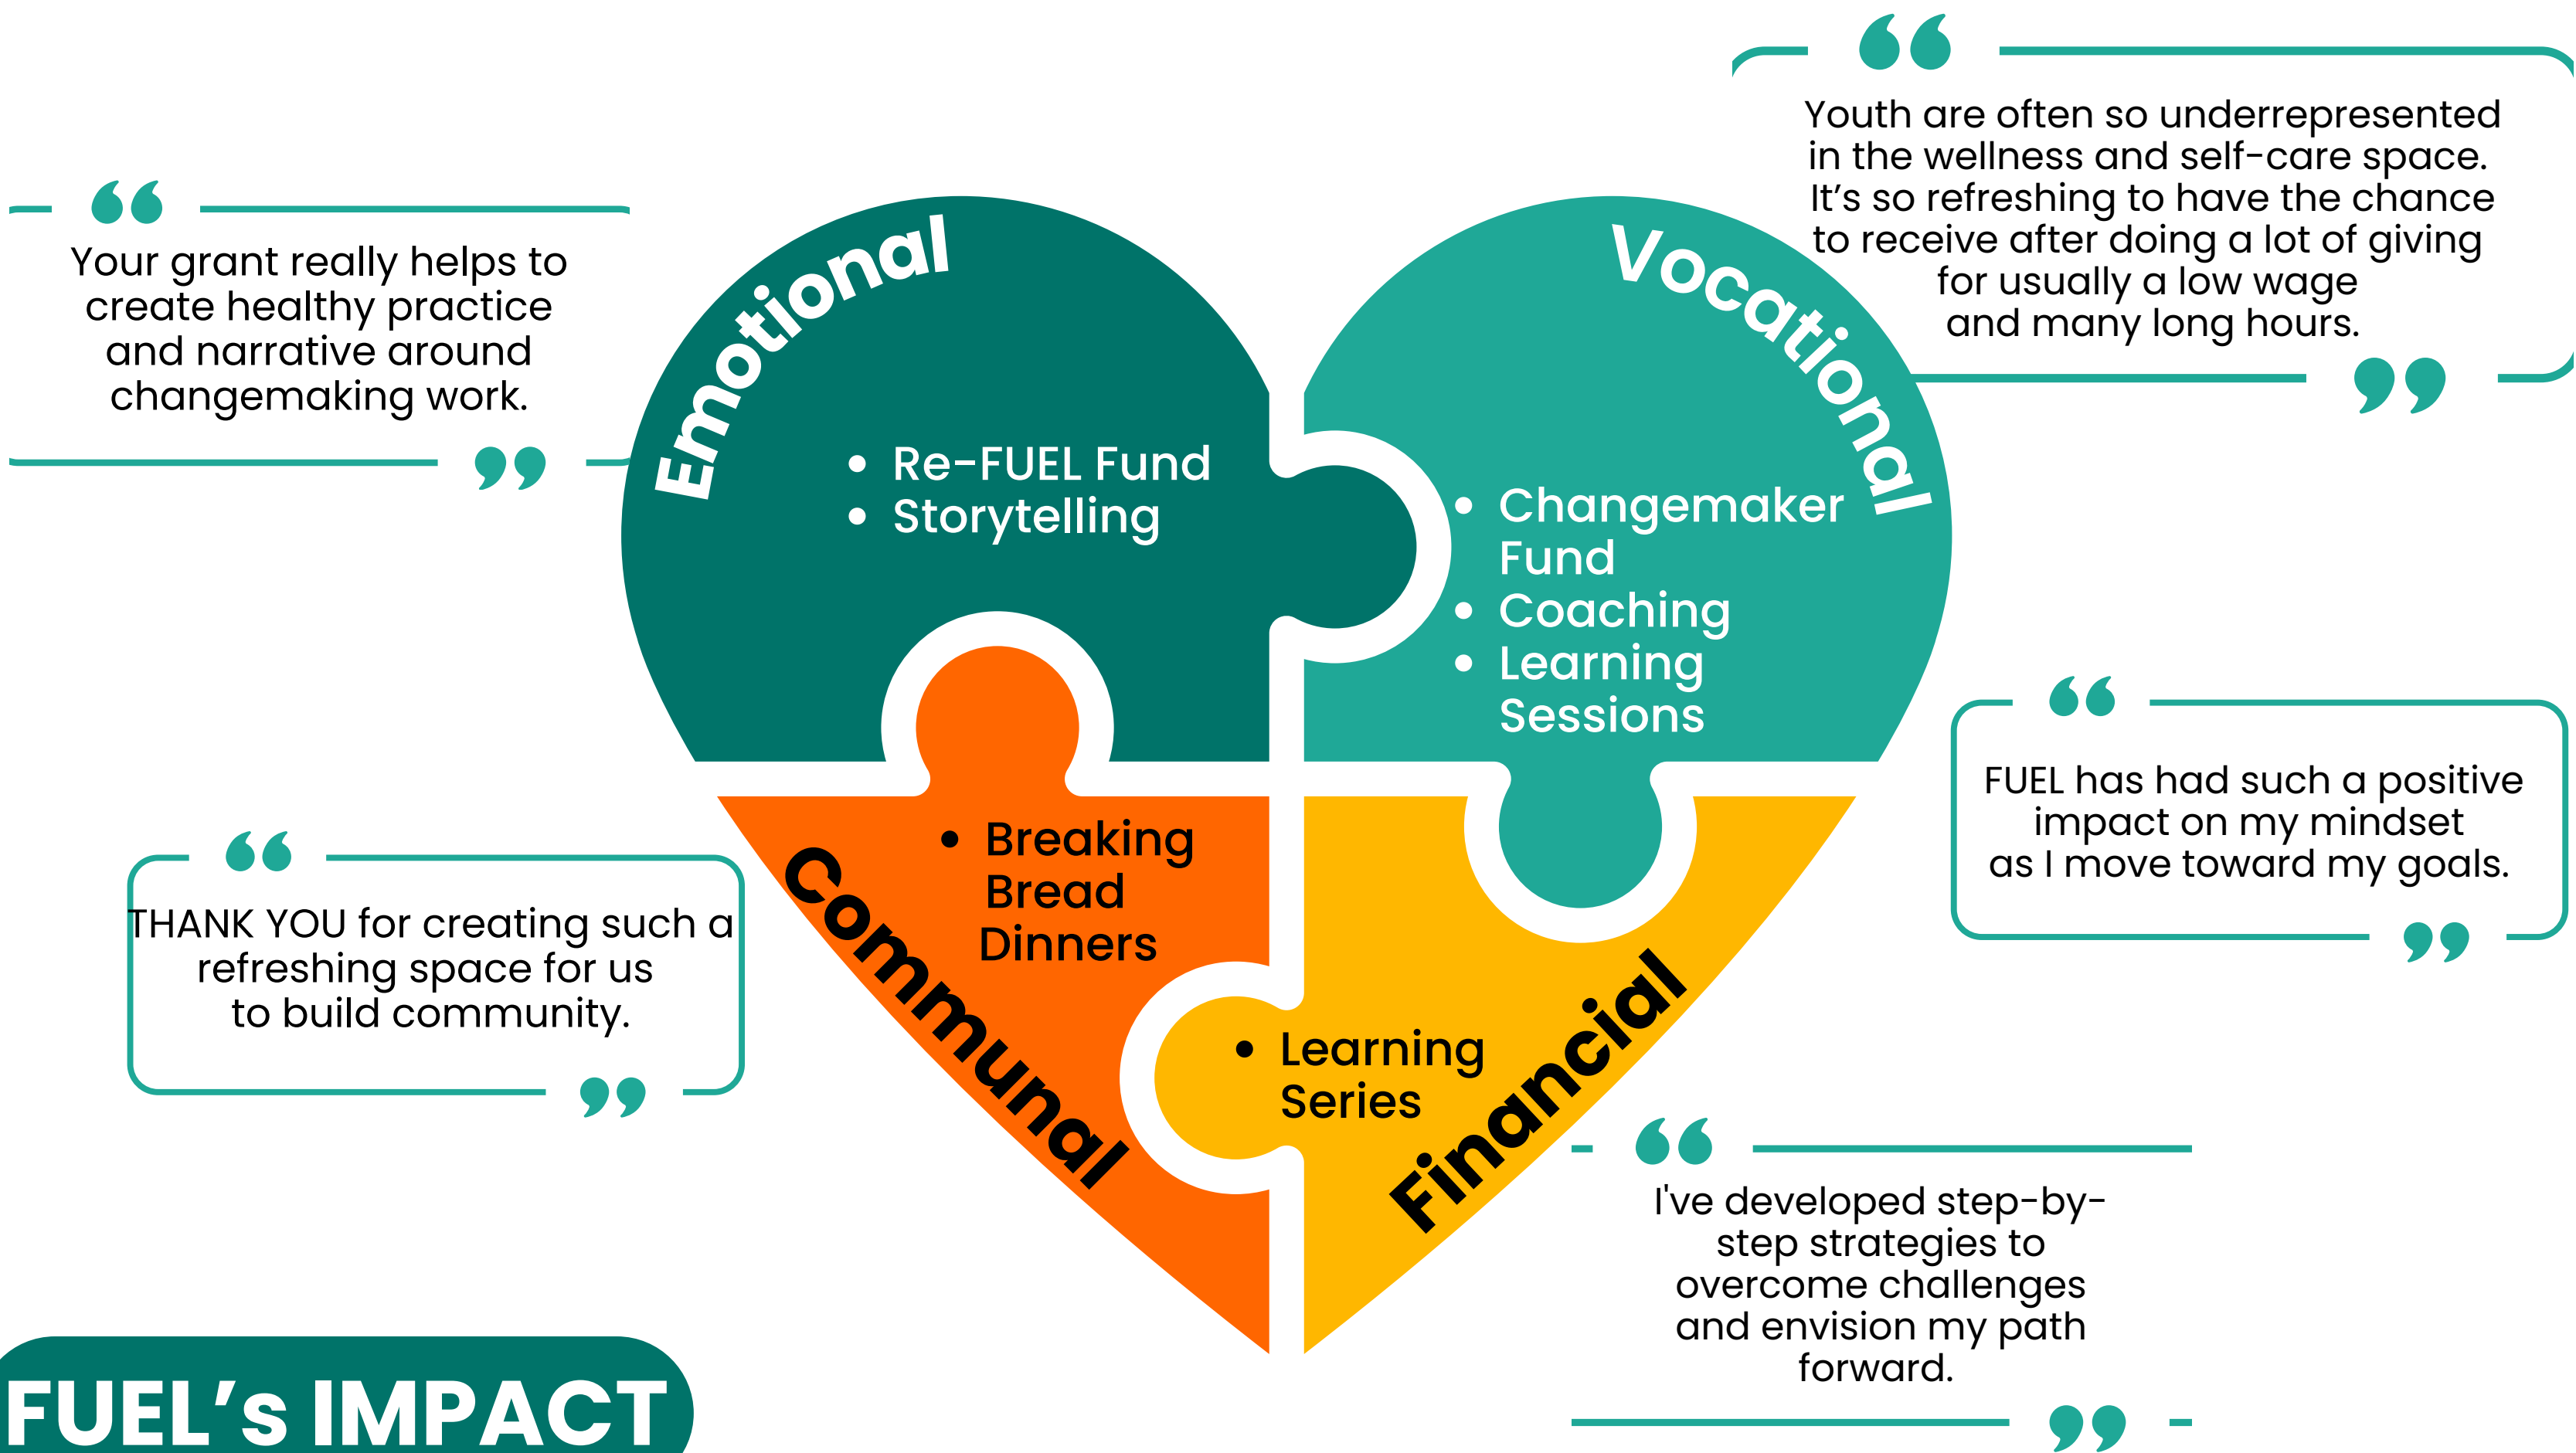 “
Youth are often so underrepresented
in the wellness and self-care space.
It’s so refreshing to have the chance
to receive after doing a lot of giving
for usually a low wage
and many long hours.
”
“
Your grant really helps to
create healthy practice
and narrative around
changemaking work.
”
Emotional
• Re-FUEL Fund
• Storytelling
Vocational
• Changemaker
Fund
• Coaching
• Learning
Sessions
“
FUEL has had such a positive
impact on my mindset
as I move toward my goals.
”
“
THANK YOU for creating such a
refreshing space for us
to build community.
”
Communal
• Breaking
Bread
Dinners
Financial
• Learning
Series
“
I've developed step-by-
step strategies to
overcome challenges
and envision my path
forward.
”
FUEL’s IMPACT